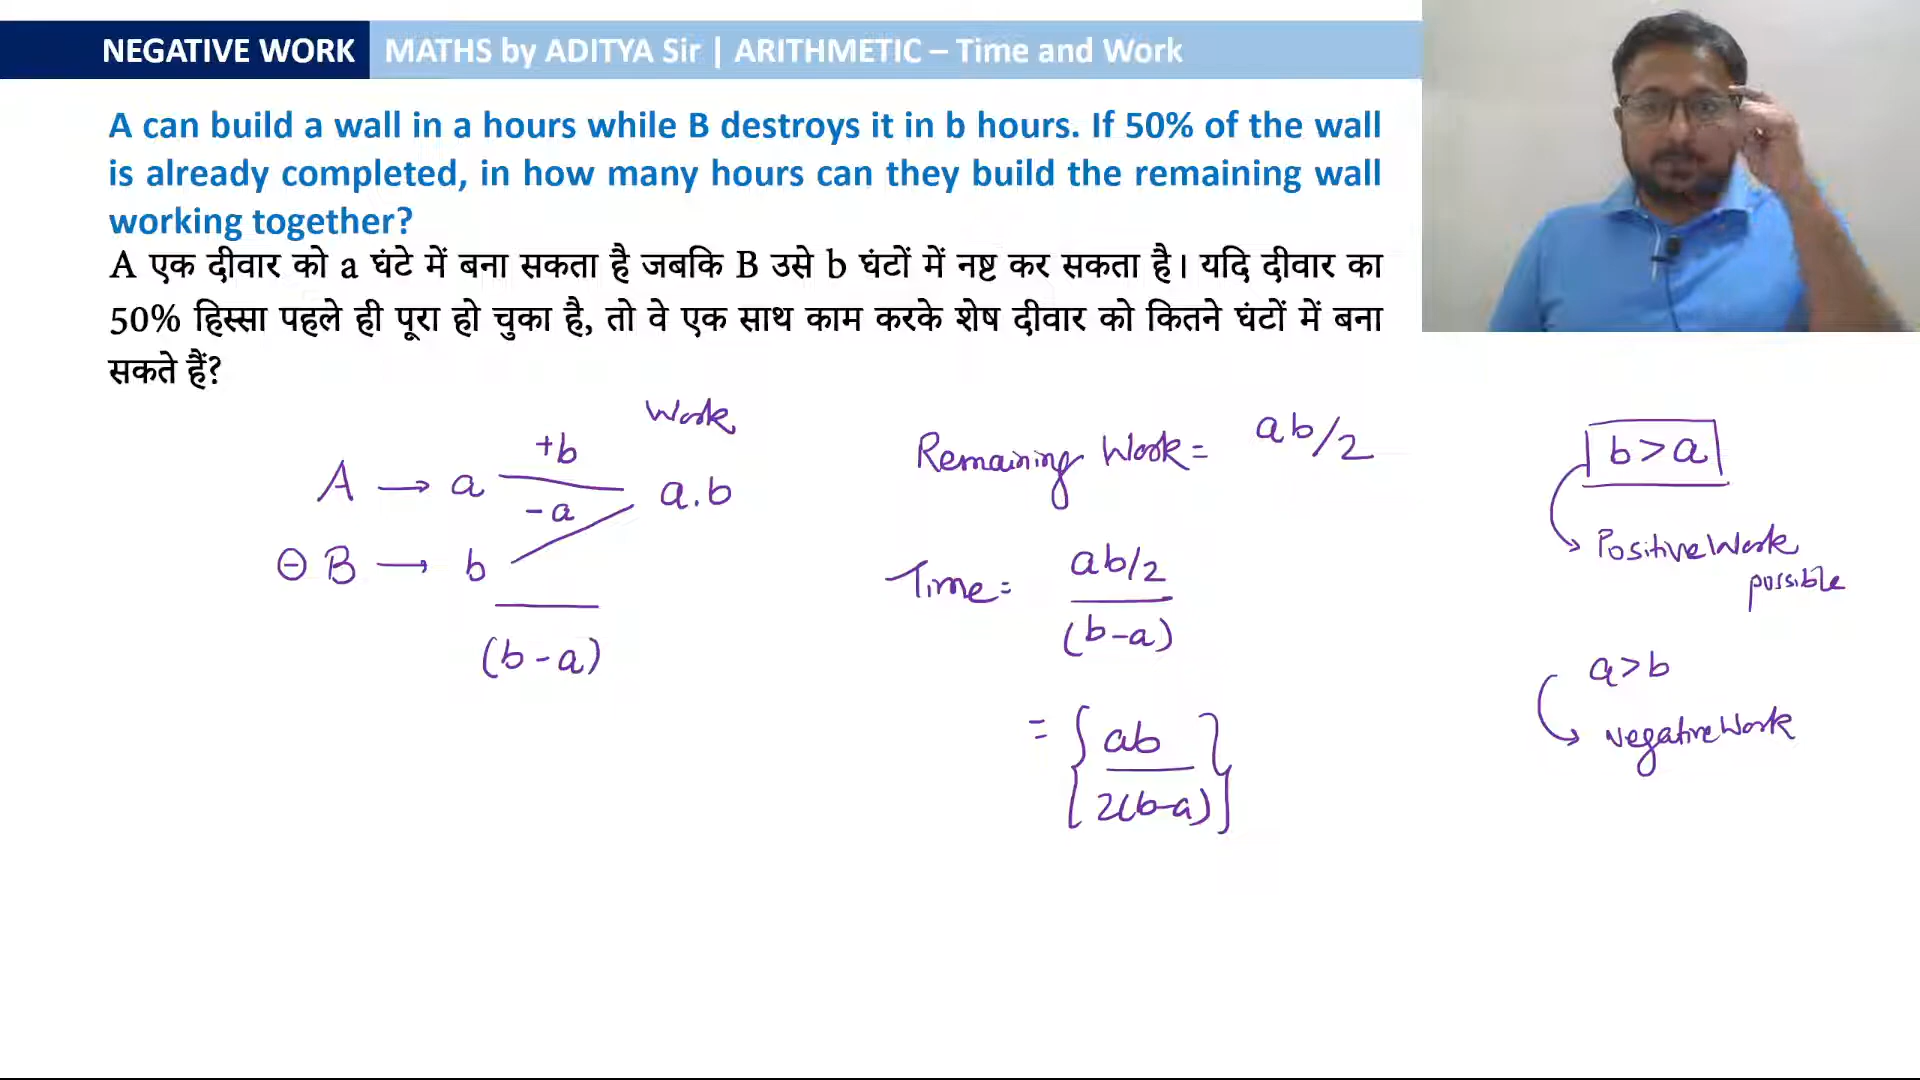 NEGATIVE WORK MATHS by ADITYA Sir | ARITHMETIC – Time and Work
A can build a wall in a hours while B destroys it in b hours. If 50% of the wall
is already completed, in how many hours can they build the remaining wall
working together?
A एक दीवार को a घंटे में बना सकता है जबकि B उसे b घंटों में नष्ट कर सकता है। यदि दीवार का
50% हिस्सा पहले ही पूरा हो चुका है, तो वे एक साथ काम करके शेष दीवार को कितने घंटों में बना
सकते हैं?
Work
+b
A → a
a.b
-a
⊖ B → b
(b-a)
Remaining Work = ab/2
Time = ab/2
(b-a)
= { ab }
2(b-a)
b>a
Positive Work
possible
a>b
Negative Work